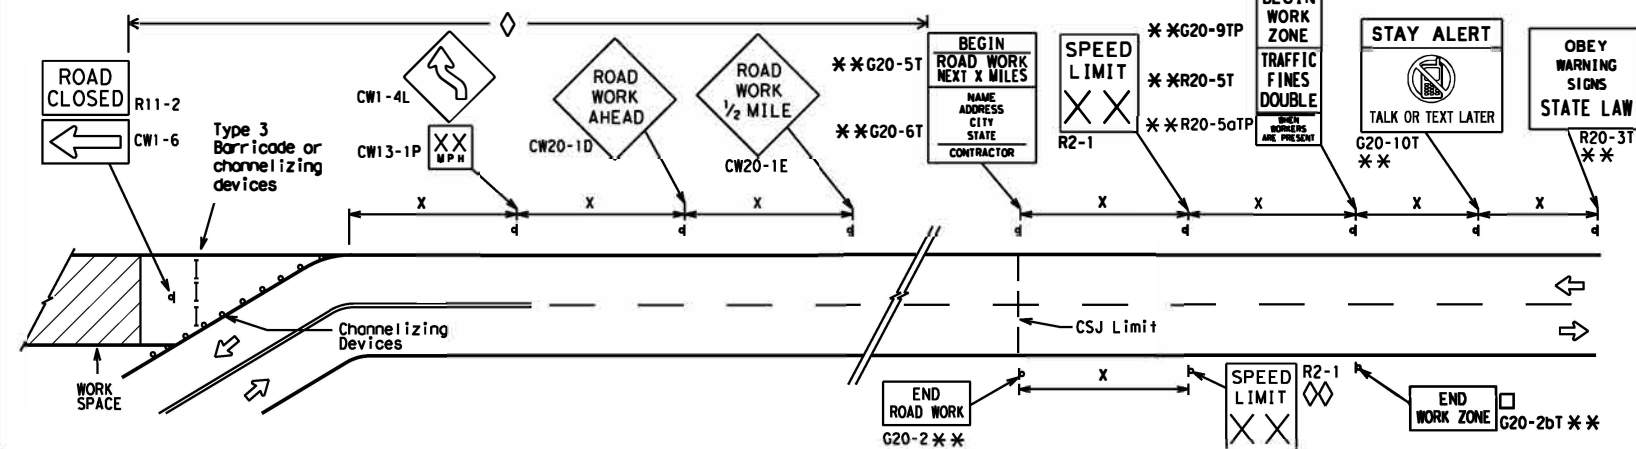 ROAD
CLOSED
R11-2
CW1-6
Type 3
Barricade or
channelizing
devices
CW1-4L
XX
MPH
CW13-1P
ROAD
WORK
AHEAD
CW20-1D
ROAD
WORK
1/2 MILE
CW20-1E
**G20-5T
**G20-6T
BEGIN
ROAD WORK
NEXT X MILES
NAME
ADDRESS
CITY
STATE
CONTRACTOR
SPEED
LIMIT
XX
R2-1
**G20-9TP
**R20-5T
**R20-5aTP
BEGIN
WORK
ZONE
TRAFFIC
FINES
DOUBLE
WHEN
WORKERS
ARE PRESENT
STAY ALERT
TALK OR TEXT LATER
G20-10T
**
OBEY
WARNING
SIGNS
STATE LAW
R20-3T
**
X
X
X
X
X
X
X
Channelizing
Devices
WORK
SPACE
CSJ Limit
X
END
ROAD WORK
G20-2**
SPEED
LIMIT
XX
R2-1
END
WORK ZONE
G20-2bT **